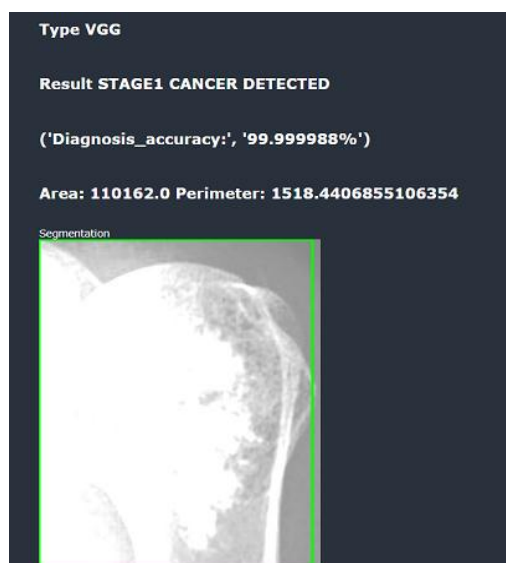 Type VGG
Result STAGE1 CANCER DETECTED
('Diagnosis_accuracy:', '99.999988%')
Area: 110162.0 Perimeter: 1518.4406855106354
Segmentation